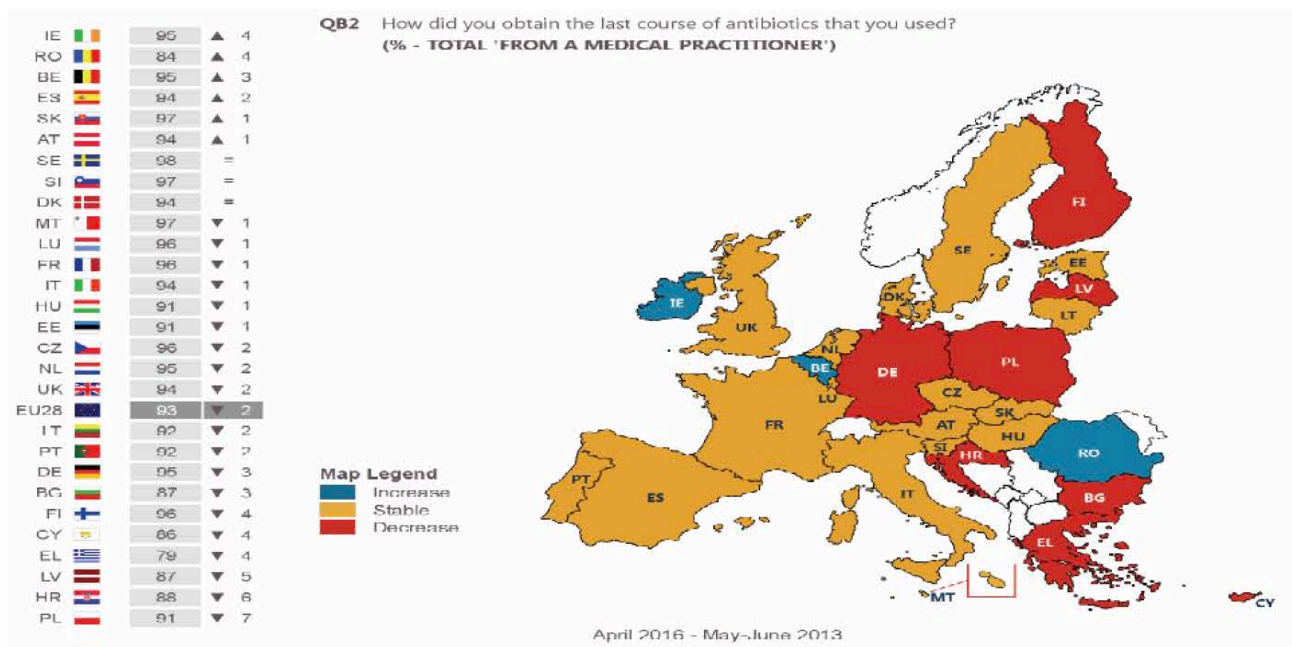 QB2 How did you obtain the last course of antibiotics that you used?
(% - TOTAL 'FROM A MEDICAL PRACTITIONER')
IE 95 ▲ 4
RO 84 ▲ 4
BE 95 ▲ 3
ES 94 ▲ 2
SK 97 ▲ 1
AT 94 ▲ 1
SE 98 =
SI 97 =
DK 94 =
MT 97 ▼ 1
LU 96 ▼ 1
FR 96 ▼ 1
IT 94 ▼ 1
HU 91 ▼ 1
EE 91 ▼ 1
CZ 96 ▼ 2
NL 95 ▼ 2
UK 94 ▼ 2
EU28 93 ▼ 2
LT 92 ▼ 2
PT 92 ▼ 2
DE 95 ▼ 3
BG 87 ▼ 3
FI 96 ▼ 4
CY 86 ▼ 4
EL 79 ▼ 4
LV 87 ▼ 5
HR 88 ▼ 6
PL 91 ▼ 7
FI
SE
EE
LV
LT
DK
IE
UK
NL
BE
DE
PL
LU
CZ
SK
FR
AT
HU
SI
HR
RO
PT
ES
IT
BG
EL
MT
CY
Map Legend
Increase
Stable
Decrease
April 2016 - May-June 2013